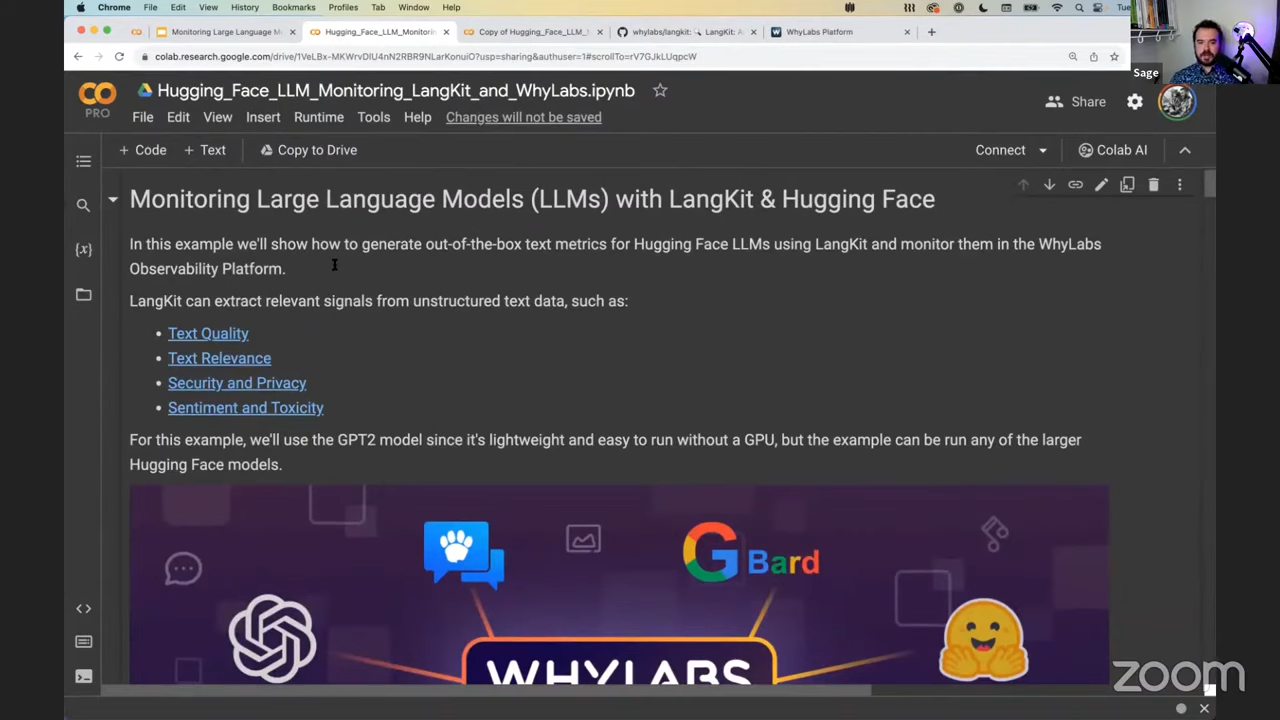 Chrome File Edit View History Bookmarks Profiles Tab Window Help Tue
Monitoring Large Language M Hugging_Face_LLM_Monitorin Copy of Hugging_Face_LLM_ whylabs/langkit: LangKit: A WhyLabs Platform
colab.research.google.com/drive/1VeLBx-MKWrvDIU4nN2RBR9NLarKonuiO?usp=sharing&authuser=1#scrollTo=rV7GJkLUqpcW
Sage
Hugging_Face_LLM_Monitoring_LangKit_and_WhyLabs.ipynb
PRO
File Edit View Insert Runtime Tools Help Changes will not be saved
Share
+ Code + Text Copy to Drive Connect Colab AI
Monitoring Large Language Models (LLMs) with LangKit & Hugging Face
In this example we'll show how to generate out-of-the-box text metrics for Hugging Face LLMs using LangKit and monitor them in the WhyLabs
Observability Platform.
LangKit can extract relevant signals from unstructured text data, such as:
• Text Quality
• Text Relevance
• Security and Privacy
• Sentiment and Toxicity
For this example, we'll use the GPT2 model since it's lightweight and easy to run without a GPU, but the example can be run any of the larger
Hugging Face models.
G Bard
WHYLABS
zoom